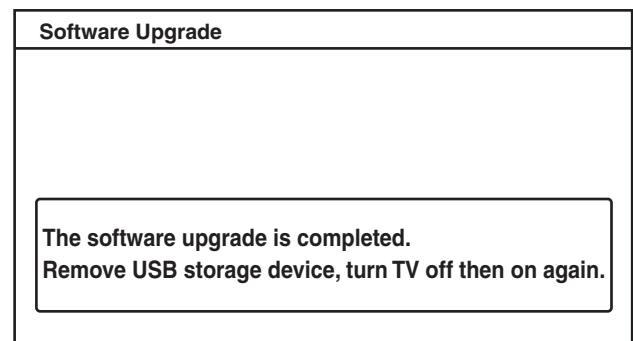 Software Upgrade
The software upgrade is completed.
Remove USB storage device, turn TV off then on again.